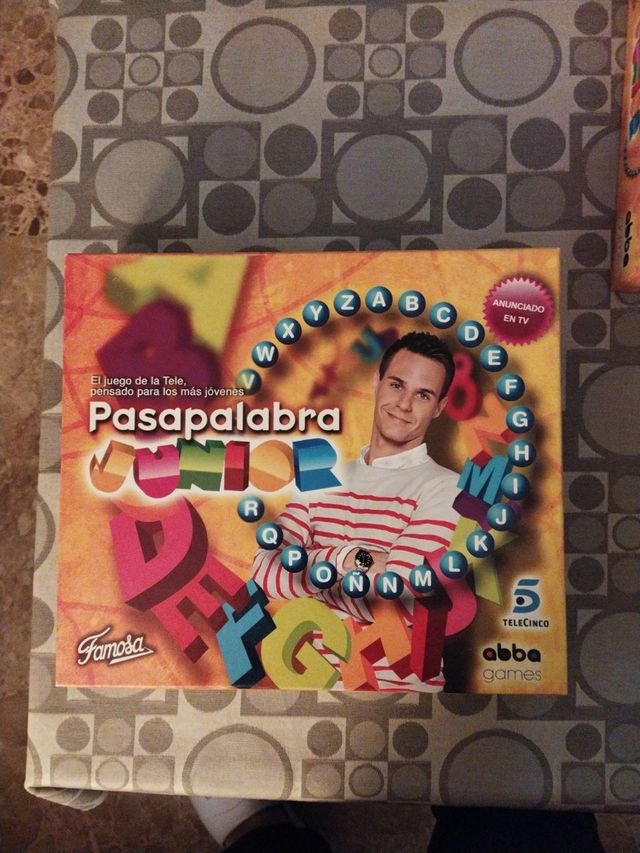 ANUNCIADO
EN TV
A
B
C
D
E
F
G
H
I
J
K
L
M
N
Ñ
O
P
Q
R
V
W
X
Y
Z
El juego de la Tele,
pensado para los más jóvenes
Pasapalabra
JUNIOR
Famosa
5
TELECINCO
abba
games
abba